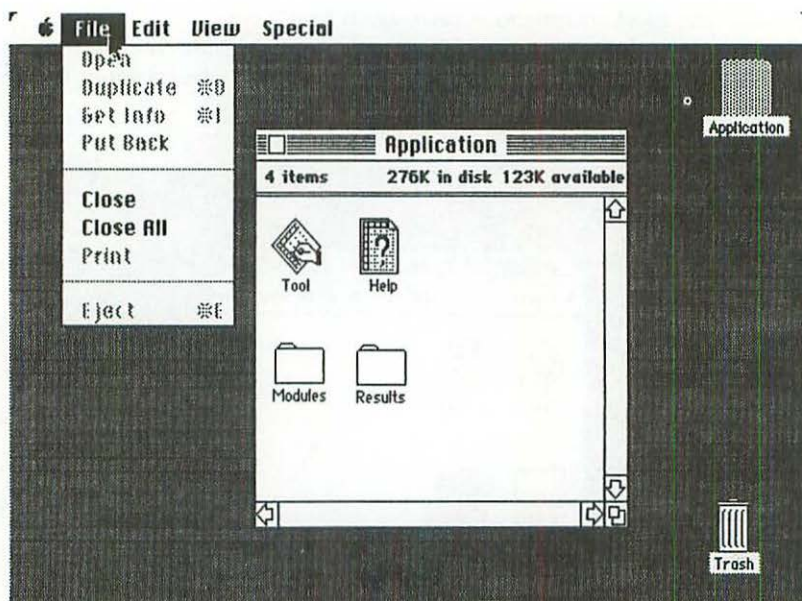 File Edit View Special
Open
Duplicate ⌘D
Get Info ⌘I
Put Back
Close
Close All
Print
Eject ⌘E
Application
4 items 276K in disk 123K available
Tool Help
Modules Results
Application
Trash